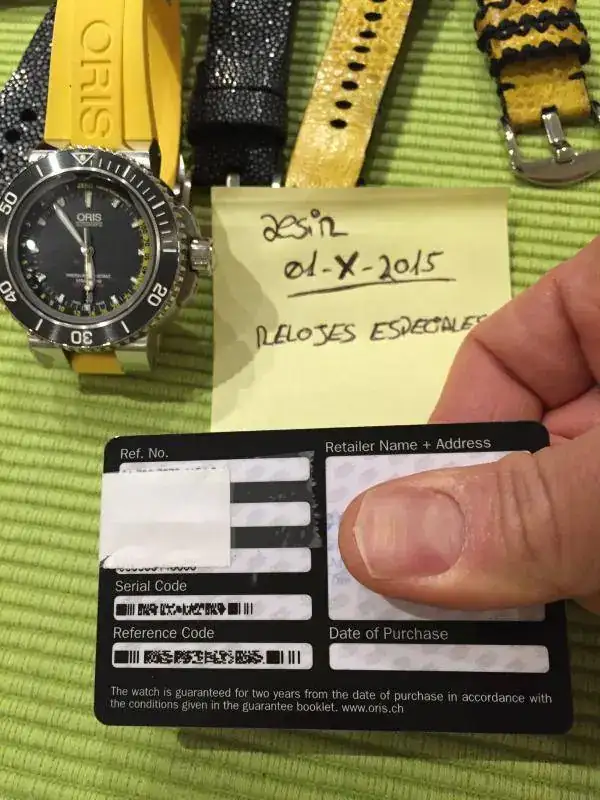 ORIS
50
40
30
20
ORIS
aesir
01-X-2015
RELOJES ESPECIALES
Ref. No.
Retailer Name + Address
Serial Code
Reference Code
Date of Purchase
The watch is guaranteed for two years from the date of purchase in accordance with
the conditions given in the guarantee booklet. www.oris.ch